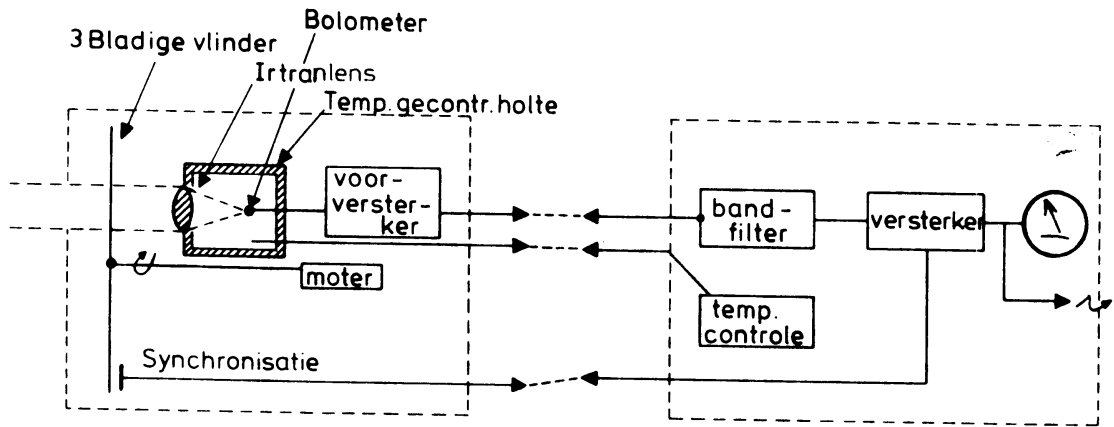 Bolometer
3 Bladige vlinder
Irtranlens
Temp. gecontr. holte
voor-
verster-
ker
band-
filter
versterker
moter
temp.
controle
Synchronisatie